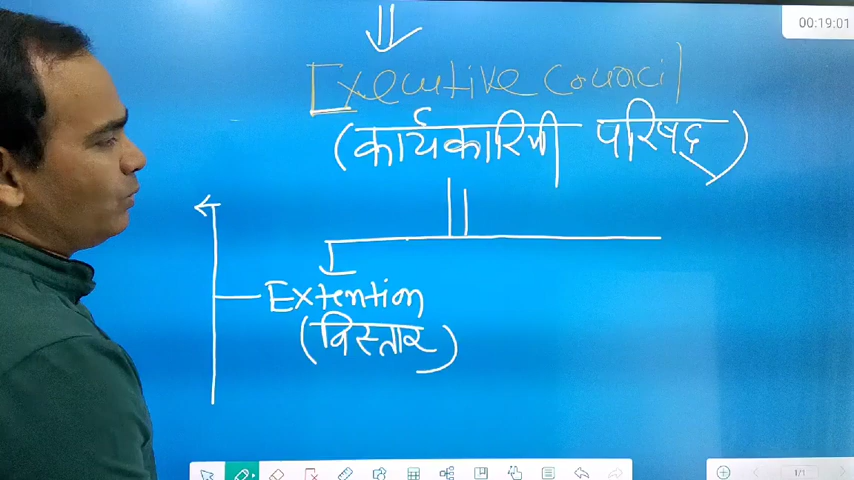 00:19:01
Executive Council
(कार्यकारिणी परिषद)
Extention
(विस्तार)
1/1